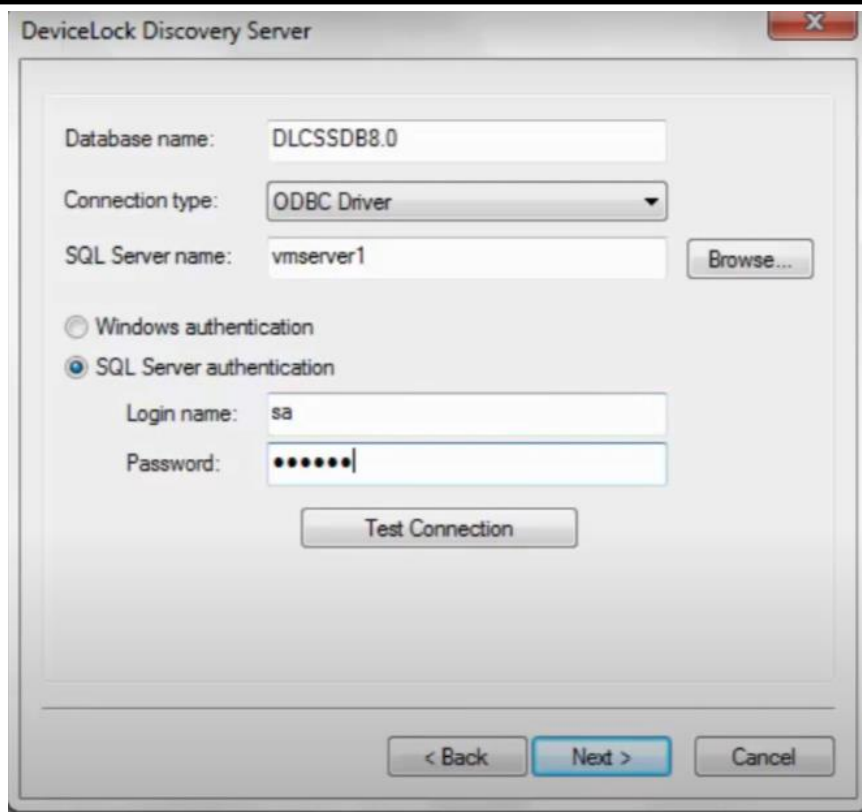 DeviceLock Discovery Server
Database name: DLCSSDB8.0
Connection type: ODBC Driver
SQL Server name: vmserver1 Browse...
Windows authentication
SQL Server authentication
Login name: sa
Password: ••••••
Test Connection
< Back Next > Cancel